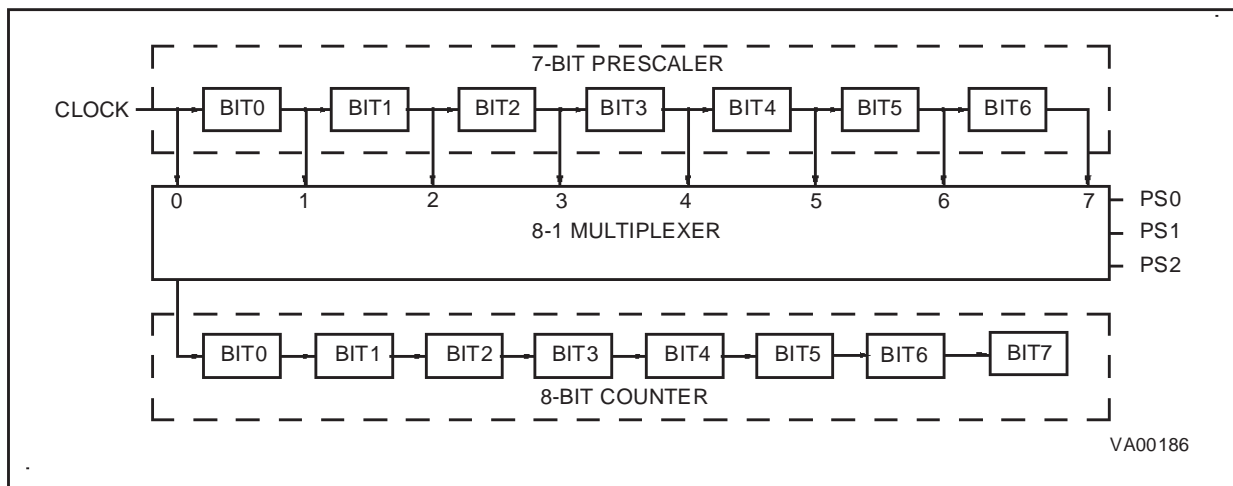 7-BIT PRESCALER
CLOCK BIT0 BIT1 BIT2 BIT3 BIT4 BIT5 BIT6
0 1 2 3 4 5 6 7 PS0
8-1 MULTIPLEXER PS1
PS2
BIT0 BIT1 BIT2 BIT3 BIT4 BIT5 BIT6 BIT7
8-BIT COUNTER
VA00186